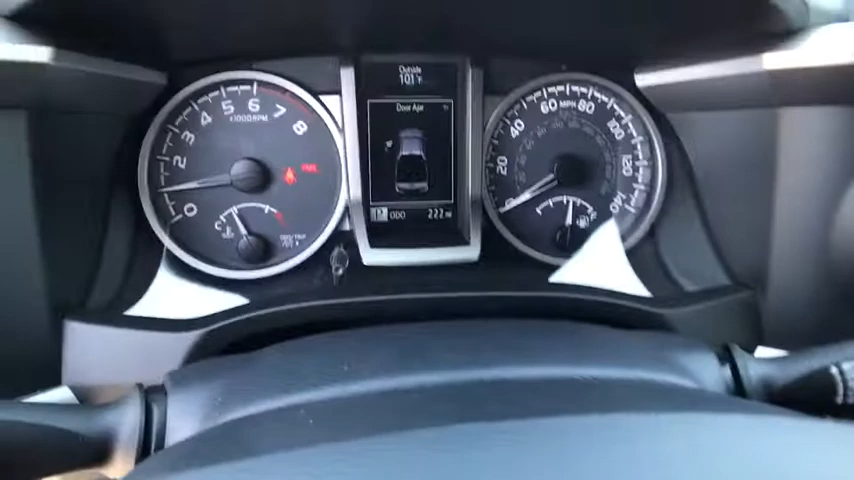 Outside
101°F
Door Ajar
P ODO 222 mi
0 2 3 4 5 6 7 8
x1000RPM
C H
20 40 60 80 100 120 140
MPH
E F